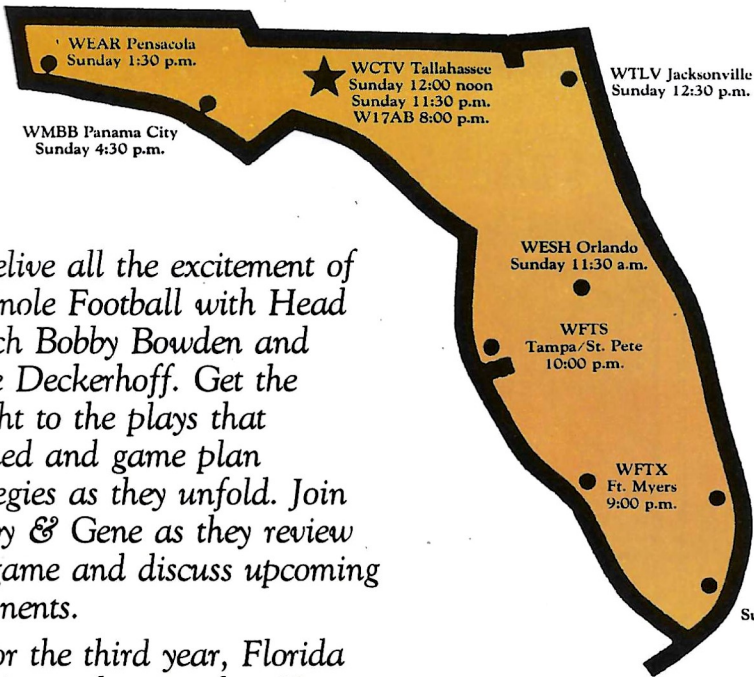 WEAR Pensacola
Sunday 1:30 p.m.
WCTV Tallahassee
Sunday 12:00 noon
Sunday 11:30 p.m.
W17AB 8:00 p.m.
WTLV Jacksonville
Sunday 12:30 p.m.
WMBB Panama City
Sunday 4:30 p.m.
WESH Orlando
Sunday 11:30 a.m.
WFTS
Tampa/St. Pete
10:00 p.m.
WFTX
Ft. Myers
9:00 p.m.
Su
elive all the excitement of
nole Football with Head
ch Bobby Bowden and
e Deckerhoff. Get the
ht to the plays that
ed and game plan
egies as they unfold. Join
y & Gene as they review
game and discuss upcoming
nents.
or the third year, Florida